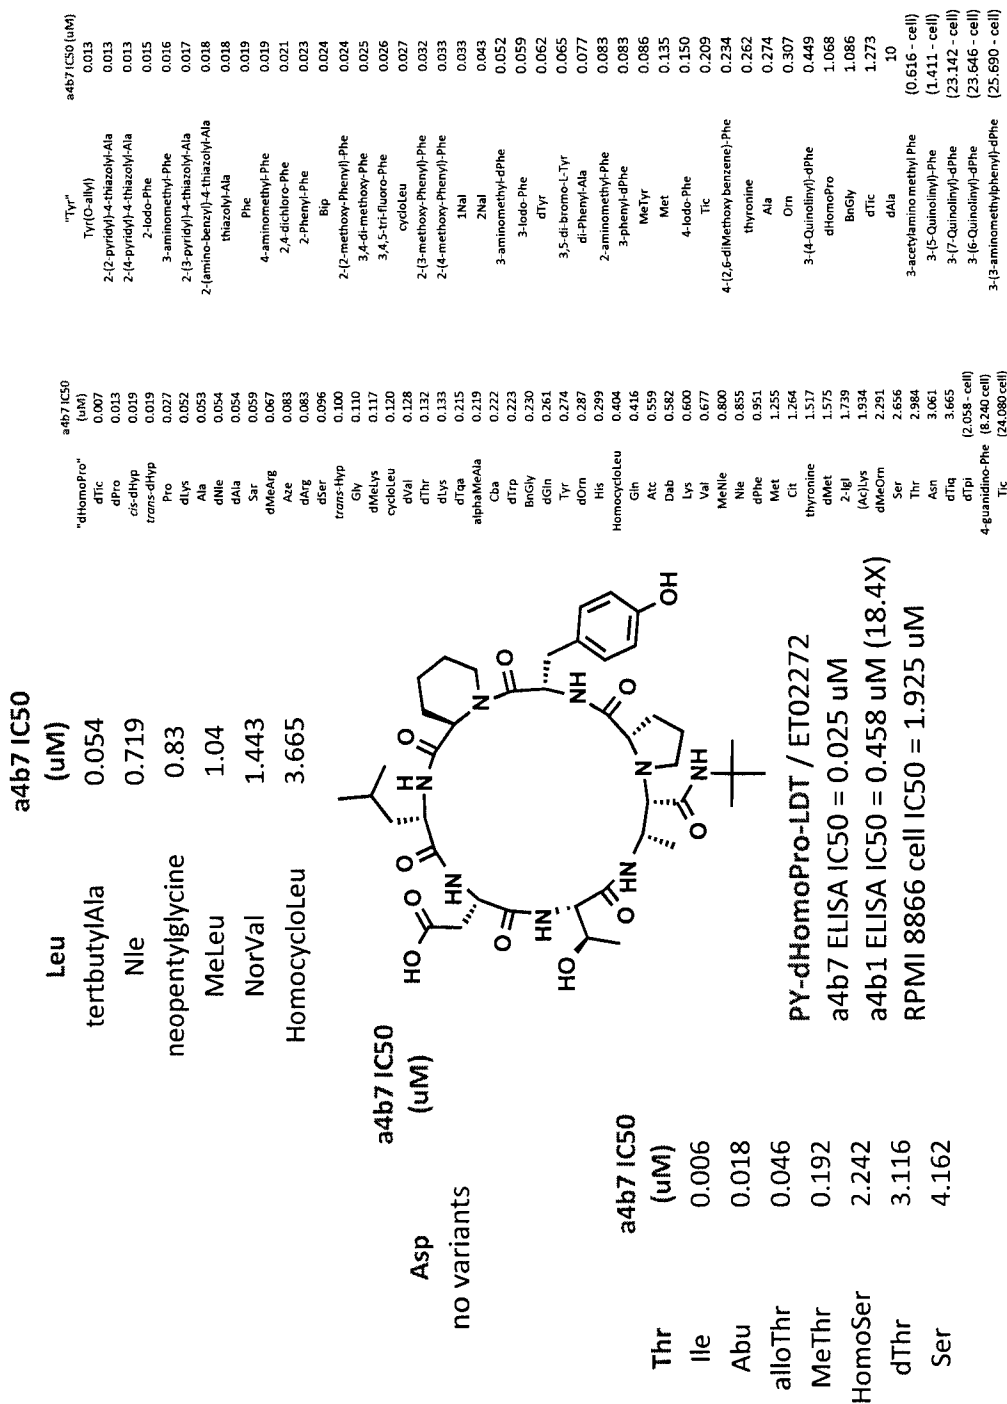 Leu a4b7 IC50 (uM)
tertbutylAla 0.054
Nle 0.719
neopentylglycine 0.83
MeLeu 1.04
NorVal 1.443
HomocycloLeu 3.665
"dHomoPro" a4b7 IC50 (uM)
dTic 0.007
dPro 0.013
cis-dHyp 0.019
trans-dHyp 0.019
Pro 0.027
dLys 0.052
Ala 0.053
dNle 0.054
dAla 0.054
Sar 0.059
dMeArg 0.067
Aze 0.083
dArg 0.083
dSer 0.096
trans-Hyp 0.100
Gly 0.110
dMeLys 0.117
cycloLeu 0.120
dVal 0.128
dThr 0.132
dLys 0.133
dTqa 0.215
alphaMeAla 0.219
Cba 0.222
dTrp 0.223
BnGly 0.230
dGln 0.261
Tyr 0.274
dOrn 0.287
His 0.299
HomocycloLeu 0.404
Gln 0.416
Atc 0.559
Dab 0.582
Lys 0.600
Val 0.677
MeNle 0.800
Nle 0.855
dPhe 0.951
Met 1.255
Cit 1.264
thyronine 1.517
dMet 1.575
2-Igl 1.739
(Ac)Lys 1.934
dMeOrn 2.291
Ser 2.656
Thr 2.984
Asn 3.061
dTiq 3.665
dTpi (2.058 - cell)
4-guanidino-Phe (8.240 cell)
Tic (24.080 cell)
"Tyr" a4b7 IC50 (uM)
Tyr(O-allyl) 0.013
2-(2-pyridyl)-4-thiazolyl-Ala 0.013
2-(4-pyridyl)-4-thiazolyl-Ala 0.013
2-Iodo-Phe 0.015
3-aminomethyl-Phe 0.016
2-(3-pyridyl)-4-thiazolyl-Ala 0.017
2-(amino-benzyl)-4-thiazolyl-Ala 0.018
thiazolyl-Ala 0.018
Phe 0.019
4-aminomethyl-Phe 0.019
2,4-dichloro-Phe 0.021
2-Phenyl-Phe 0.023
Bip 0.024
2-(2-methoxy-Phenyl)-Phe 0.024
3,4-di-methoxy-Phe 0.025
3,4,5-tri-fluoro-Phe 0.026
cycloLeu 0.027
2-(3-methoxy-Phenyl)-Phe 0.032
2-(4-methoxy-Phenyl)-Phe 0.033
1Nal 0.033
2Nal 0.043
3-aminomethyl-dPhe 0.052
3-Iodo-Phe 0.059
dTyr 0.062
3,5-di bromo-L-Tyr 0.065
di-Phenyl-Ala 0.077
2-aminomethyl-Phe 0.083
3-phenyl-dPhe 0.083
MeTyr 0.086
Met 0.135
4-Iodo-Phe 0.150
Tic 0.209
4-(2,6-diMethoxy benzene)-Phe 0.234
thyronine 0.262
Ala 0.274
Orn 0.307
3-(4-Quinolinyl)-dPhe 0.449
dHomoPro 1.068
BnGly 1.086
dTic 1.273
dAla 10
3-acetylamino methyl Phe (0.616 - cell)
3-(5-Quinolinyl)-Phe (1.411 - cell)
3-(7-Quinolinyl)-dPhe (23.142 - cell)
3-(6-Quinolinyl)-dPhe (23.646 - cell)
3-(3-aminomethylphenyl)-dPhe (25.690 - cell)
Asp a4b7 IC50 (uM)
no variants
Thr a4b7 IC50 (uM)
Ile 0.006
Abu 0.018
alloThr 0.046
MeThr 0.192
HomoSer 2.242
dThr 3.116
Ser 4.162
OH
O
N
NH
O
O
H
N
O
N
NH
O
O
HN
O
HN
O
HN
O
HO
O
HO
PY-dHomoPro-LDT / ET02272
a4b7 ELISA IC50 = 0.025 uM
a4b1 ELISA IC50 = 0.458 uM (18.4X)
RPMI 8866 cell IC50 = 1.925 uM